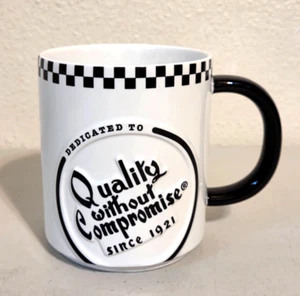 DEDICATED TO
Quality
without
Compromise®
SINCE 1921